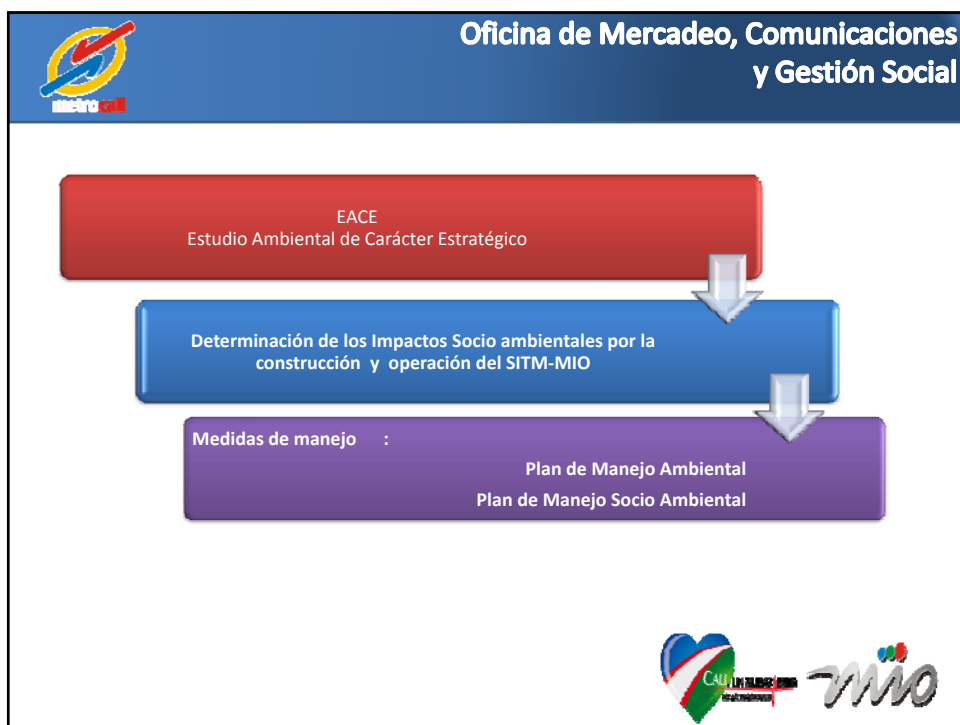 Oficina de Mercadeo, Comunicaciones
y Gestión Social
metrocali
EACE
Estudio Ambiental de Carácter Estratégico
Determinación de los Impactos Socio ambientales por la
construcción y operación del SITM-MIO
Medidas de manejo :
Plan de Manejo Ambiental
Plan de Manejo Socio Ambiental
CALI
mio